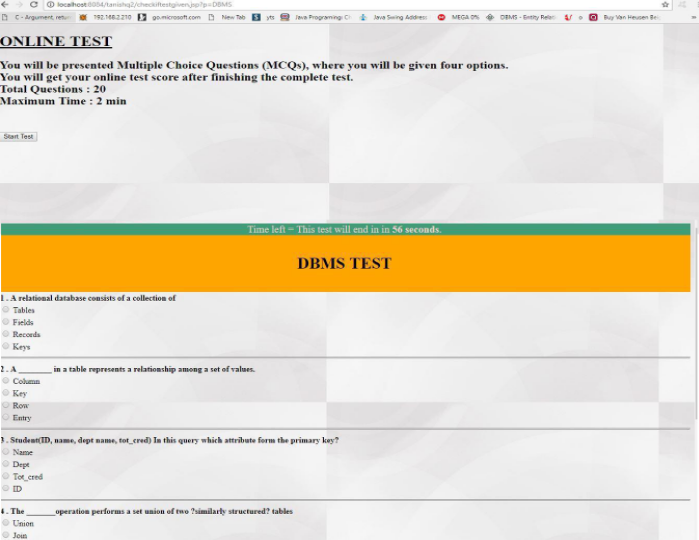 localhost:8084/tanishq2/checkiftestgiven.jsp?p=DBMS
C - Argument, return 192.168.2.210 go.microsoft.com New Tab yts Java Programing Java Swing Address MEGA 0% DBMS - Entity Relat Buy Van Heusen
ONLINE TEST
You will be presented Multiple Choice Questions (MCQs), where you will be given four options.
You will get your online test score after finishing the complete test.
Total Questions : 20
Maximum Time : 2 min
Start Test
Time left = This test will end in in 56 seconds.
DBMS TEST
1 . A relational database consists of a collection of
Tables
Fields
Records
Keys
2 . A _______ in a table represents a relationship among a set of values.
Column
Key
Row
Entry
3 . Student(ID, name, dept name, tot_cred) In this query which attribute form the primary key?
Name
Dept
Tot_cred
ID
4 . The ______operation performs a set union of two ?similarly structured? tables
Union
Join